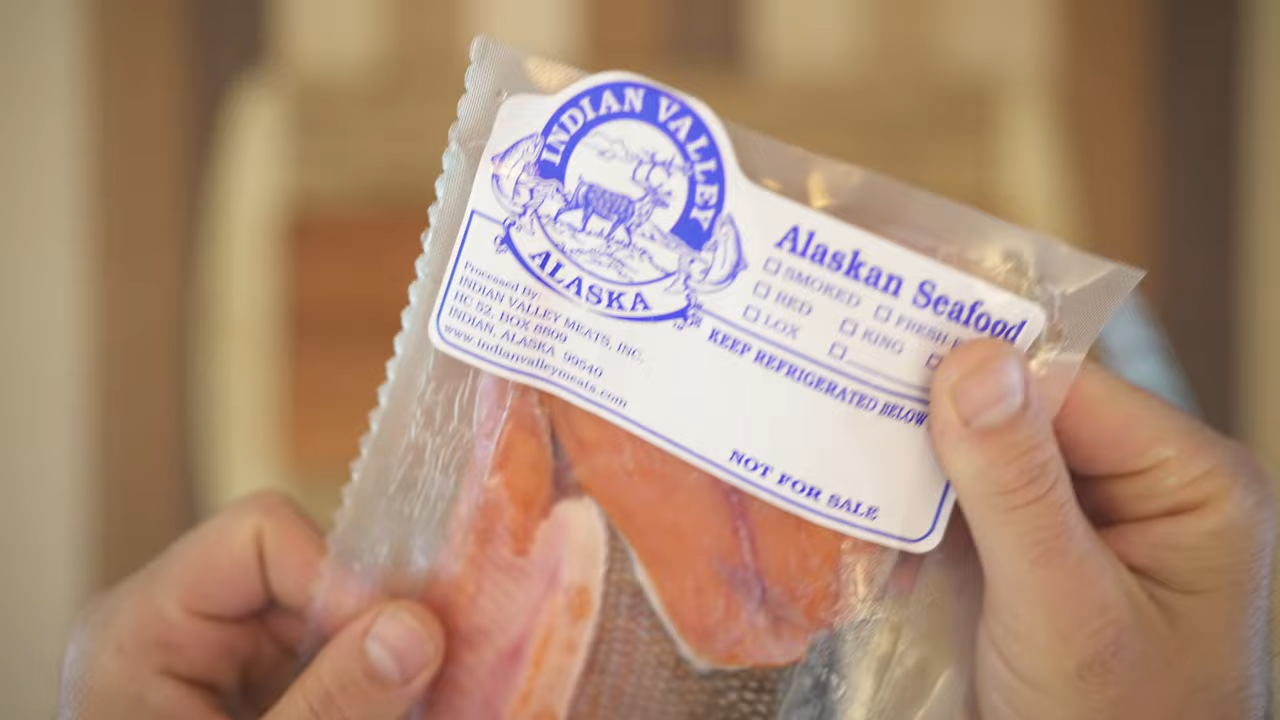 INDIAN VALLEY
ALASKA
Processed By:
INDIAN VALLEY MEATS, INC.
HC 52, BOX 8809
INDIAN, ALASKA 99540
www.indianvalleymeats.com
Alaskan Seafood
SMOKED
RED
FRESH
LOX
KING
KEEP REFRIGERATED BELOW
NOT FOR SALE